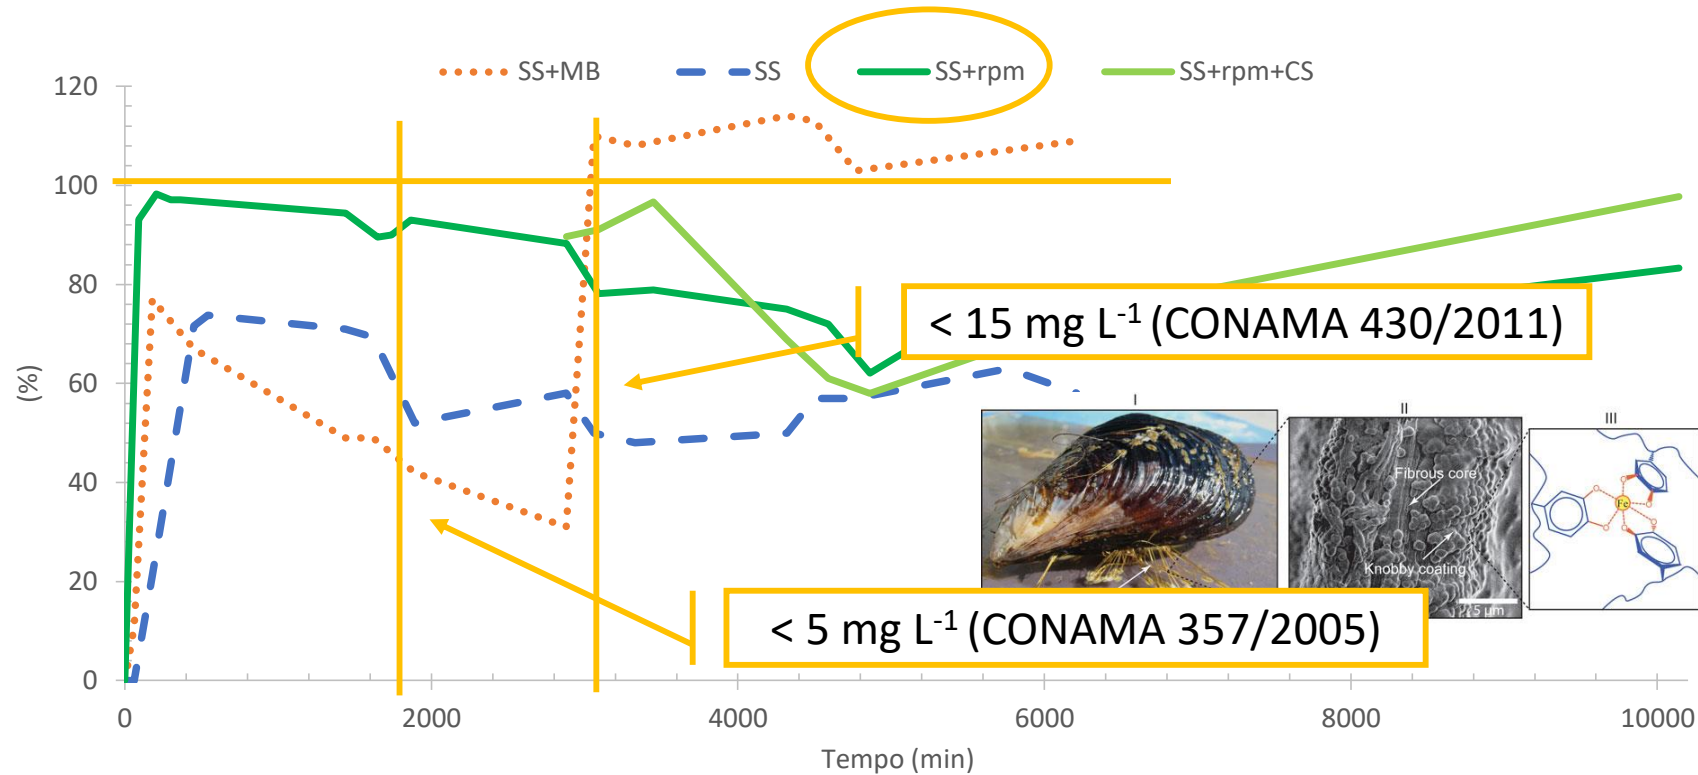 SS+MB SS SS+rpm SS+rpm+CS
120
100
80
60
40
20
0
(%)
0 2000 4000 6000 8000 10000
Tempo (min)
< 15 mg L⁻¹ (CONAMA 430/2011)
< 5 mg L⁻¹ (CONAMA 357/2005)
I II III
Fibrous core
Knobby coating
75 µm
Fe
O O O O O O